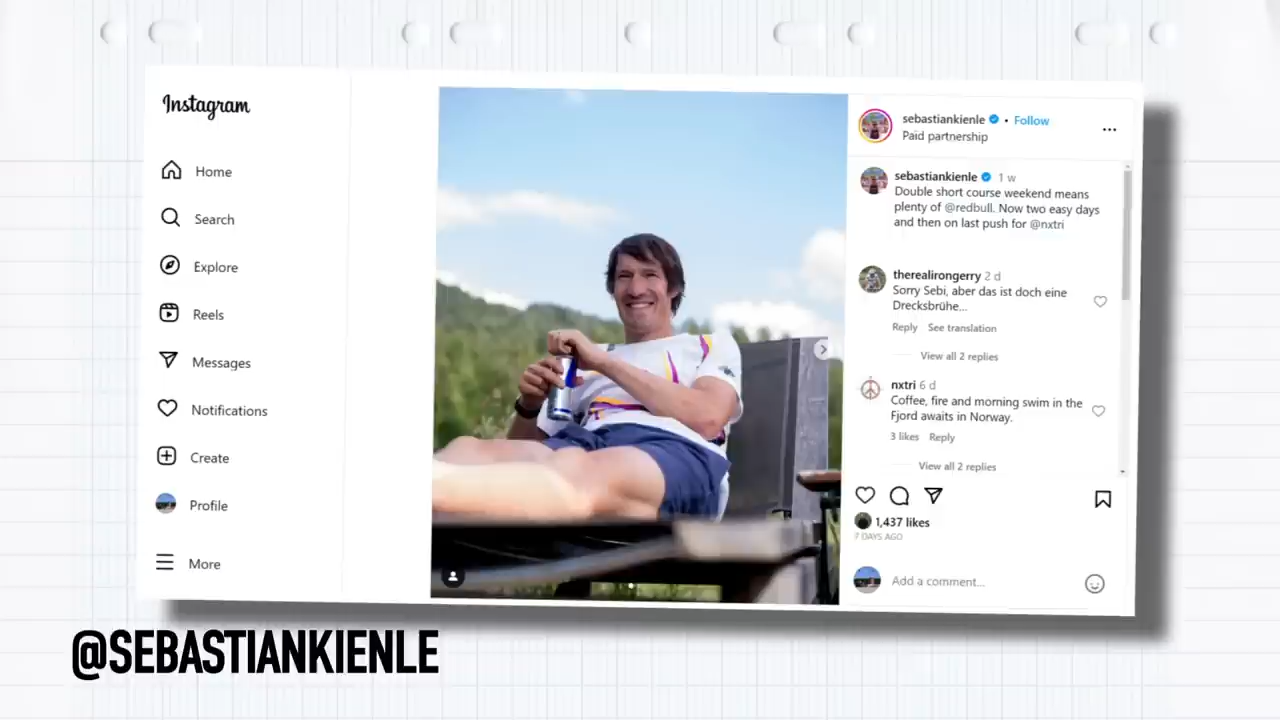 Instagram
Home
Search
Explore
Reels
Messages
Notifications
Create
Profile
More
sebastiankienle • Follow
Paid partnership
sebastiankienle 1 w
Double short course weekend means
plenty of @redbull. Now two easy days
and then on last push for @nxtri
therealirongerry 2 d
Sorry Sebi, aber das ist doch eine
Drecksbrühe...
Reply See translation
View all 2 replies
nxtri 6 d
Coffee, fire and morning swim in the
Fjord awaits in Norway.
3 likes Reply
View all 2 replies
1,437 likes
7 DAYS AGO
Add a comment...
@SEBASTIANKIENLE